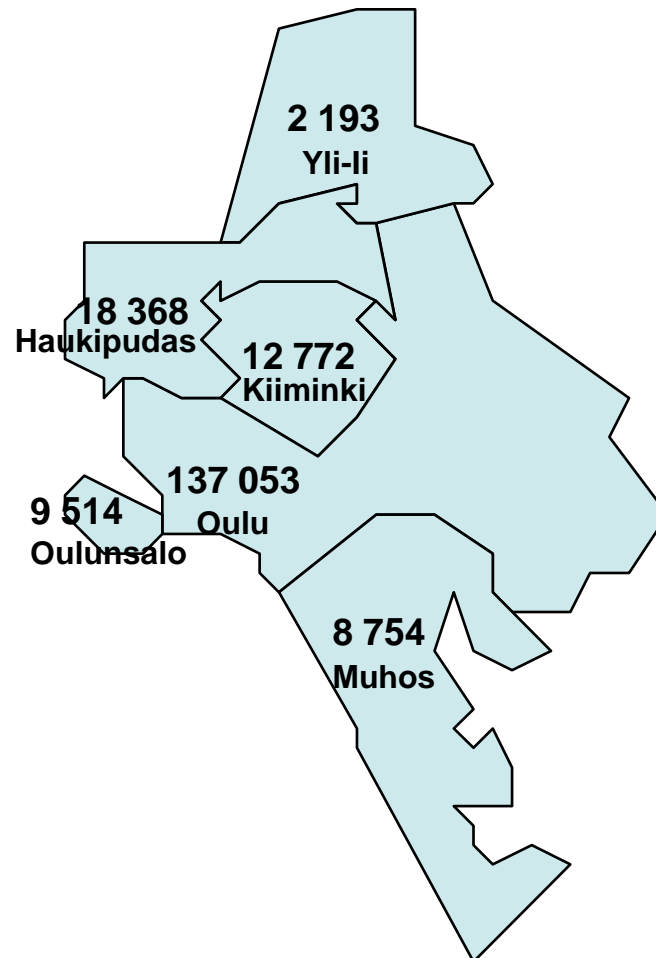 2 193
Yli-Ii
18 368
Haukipudas
12 772
Kiiminki
137 053
Oulu
9 514
Oulunsalo
8 754
Muhos